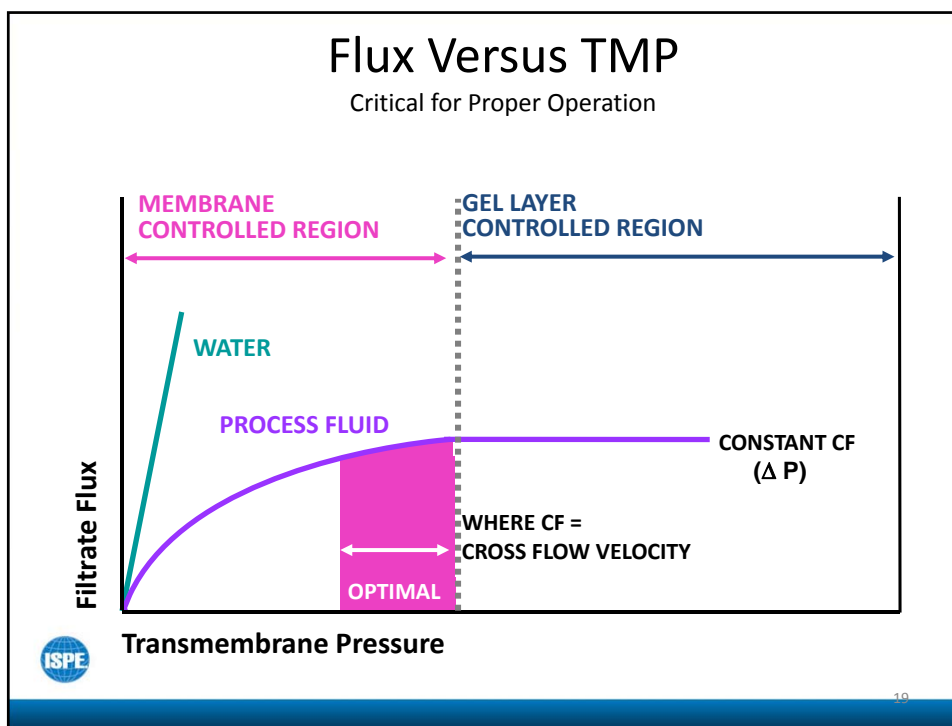 Flux Versus TMP
Critical for Proper Operation
MEMBRANE
CONTROLLED REGION
GEL LAYER
CONTROLLED REGION
WATER
PROCESS FLUID
CONSTANT CF
(Δ P)
WHERE CF =
CROSS FLOW VELOCITY
OPTIMAL
Filtrate Flux
Transmembrane Pressure
ISPE
19